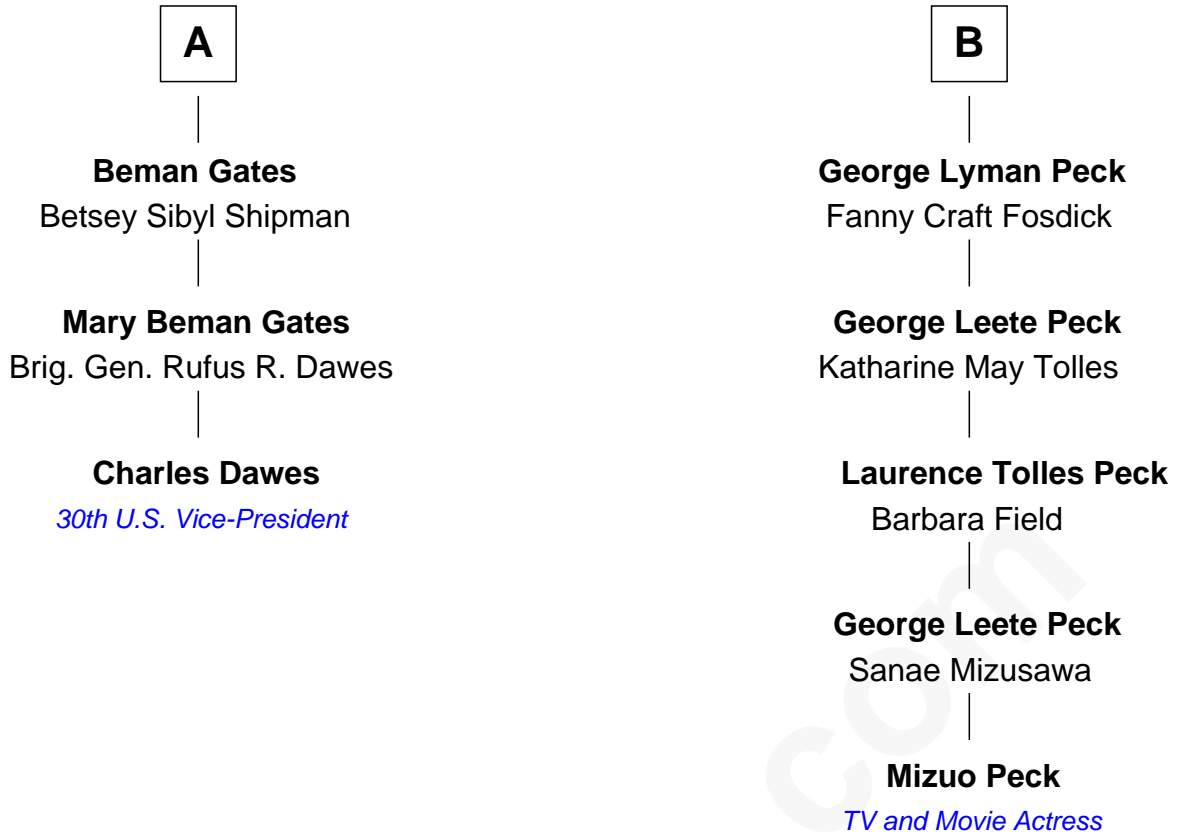 A
Beman Gates
Betsey Sibyl Shipman
Mary Beman Gates
Brig. Gen. Rufus R. Dawes
Charles Dawes
30th U.S. Vice-President
B
George Lyman Peck
Fanny Craft Fosdick
George Leete Peck
Katharine May Tolles
Laurence Tolles Peck
Barbara Field
George Leete Peck
Sanae Mizusawa
Mizuo Peck
TV and Movie Actress
com